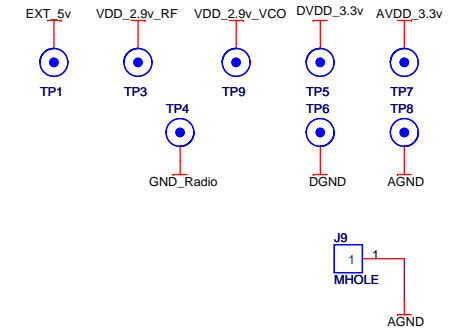 EXT_5v VDD_2.9v_RF VDD_2.9v_VCO DVDD_3.3v AVDD_3.3v
TP1 TP3 TP9 TP5 TP7
TP4 TP6 TP8
GND_Radio DGND AGND
J9
1 1
MHOLE
AGND